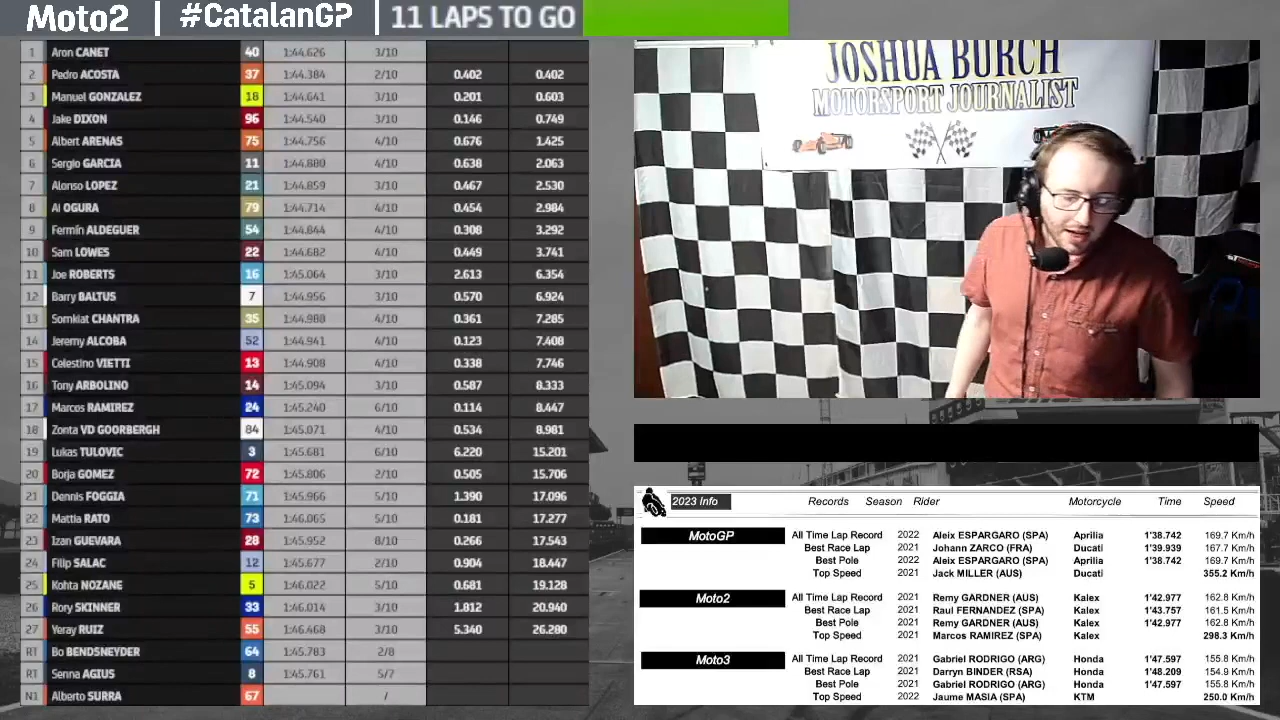 Moto2 | #CatalanGP | 11 LAPS TO GO
1 Aron CANET 40 1:44.626 3/10
2 Pedro ACOSTA 37 1:44.384 2/10 0.402 0.402
3 Manuel GONZALEZ 18 1:44.641 3/10 0.201 0.603
4 Jake DIXON 96 3/10 0.146 0.749
5 Albert ARENAS 75 1:44.756 4/10 0.676 1.425
6 Sergio GARCIA 11 1:44.880 4/10 0.638 2.063
7 Alonso LOPEZ 21 1:44.859 3/10 0.467 2.530
8 Ai OGURA 79 1:44.714 4/10 0.454 2.984
9 Fermín ALDEGUER 54 4/10 0.308 3.292
10 Sam LOWES 22 1:44.682 4/10 0.449 3.741
11 Joe ROBERTS 16 1:45.064 3/10 2.613 6.354
12 Barry BALTUS 7 1:44.956 3/10 0.570 6.924
13 Somkiat CHANTRA 35 1:44.988 4/10 0.361 7.285
14 Jeremy ALCOBA 52 1:44.941 4/10 0.123 7.408
15 Celestino VIETTI 13 1:44.908 4/10 0.338 7.746
16 Tony ARBOLINO 14 1:45.094 3/10 0.587 8.333
17 Marcos RAMIREZ 24 1:45.240 6/10 0.114 8.447
18 Zonta VD GOORBERGH 84 1:45.071 4/10 0.534 8.981
19 Lukas TULOVIC 3 1:45.681 6/10 6.220 15.201
20 Borja GOMEZ 72 1:45.806 2/10 0.505 15.706
21 Dennis FOGGIA 71 1:45.966 4/10 1.390 17.096
22 Mattia RATO 73 1:46.065 4/10 0.181 17.277
23 Izan GUEVARA 28 1:45.952 4/10 0.266 17.543
24 Filip SALAC 12 4/10 0.904 18.447
25 Kohta NOZANE 5 1:46.226 5/10 0.681 19.128
26 Rory SKINNER 33 1:46.031 4/10 1.812 20.940
27 Yeray RUIZ 55 5.340 26.280
RT Bo BENDSNEYDER 64 2/8
RT Senna AGIUS 8 1:45.761 5/7
N1 Alberto SURRA 67
JOSHUA BURCH
MOTORSPORT JOURNALIST
2023 Info Records Season Rider Motorcycle Time Speed
MotoGP All Time Lap Record 2022 Aleix ESPARGARO (SPA) Aprilia 1'38.742 169.7 Km/h
Best Race Lap 2021 Johann ZARCO (FRA) Ducati 1'39.939 167.7 Km/h
Best Pole 2022 Aleix ESPARGARO (SPA) Aprilia 1'38.742 169.7 Km/h
Top Speed 2021 Jack MILLER (AUS) Ducati 355.2 Km/h
Moto2 All Time Lap Record 2021 Remy GARDNER (AUS) Kalex 1'42.977 162.8 Km/h
Best Race Lap 2021 Raul FERNANDEZ (SPA) Kalex 1'43.757 161.5 Km/h
Best Pole 2021 Remy GARDNER (AUS) Kalex 1'42.977 162.8 Km/h
Top Speed 2021 Marcos RAMIREZ (SPA) Kalex 298.3 Km/h
Moto3 All Time Lap Record 2021 Gabriel RODRIGO (ARG) Honda 1'47.597 155.8 Km/h
Best Race Lap 2021 Darryn BINDER (RSA) Honda 1'48.209 154.9 Km/h
Best Pole 2021 Gabriel RODRIGO (ARG) Honda 1'47.597 155.8 Km/h
Top Speed 2022 Jaume MASIA (SPA) KTM 250.0 Km/h